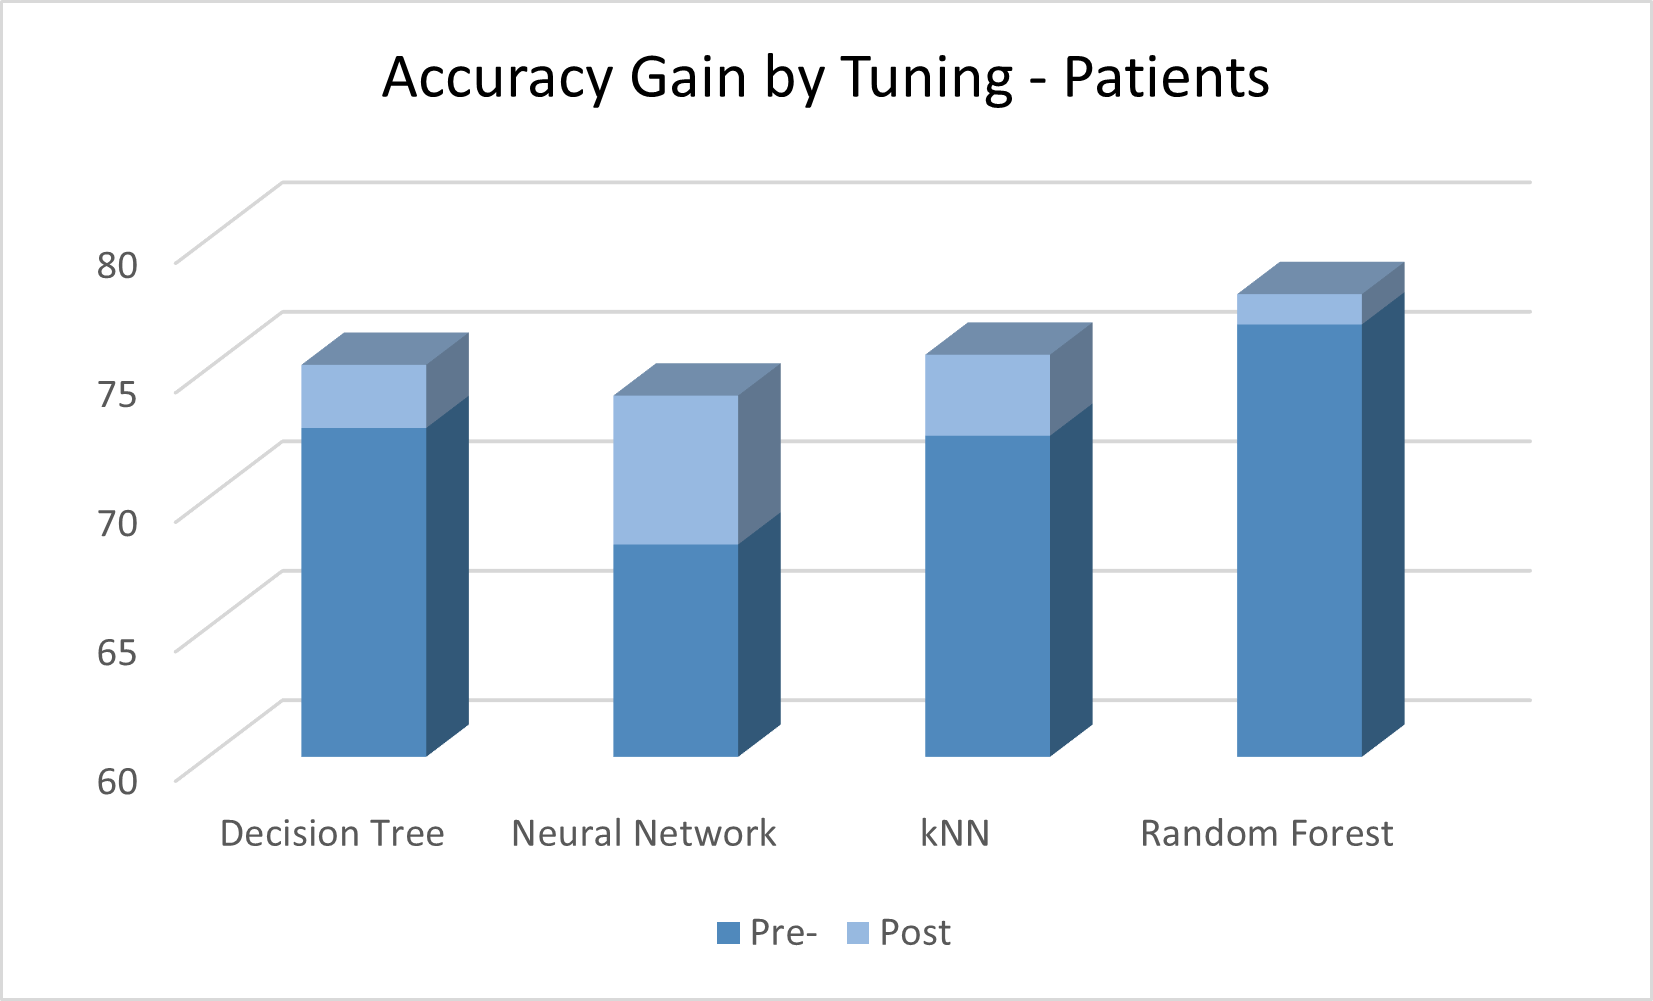 Accuracy Gain by Tuning - Patients
80
75
70
65
60
Decision Tree Neural Network kNN Random Forest
Pre- Post